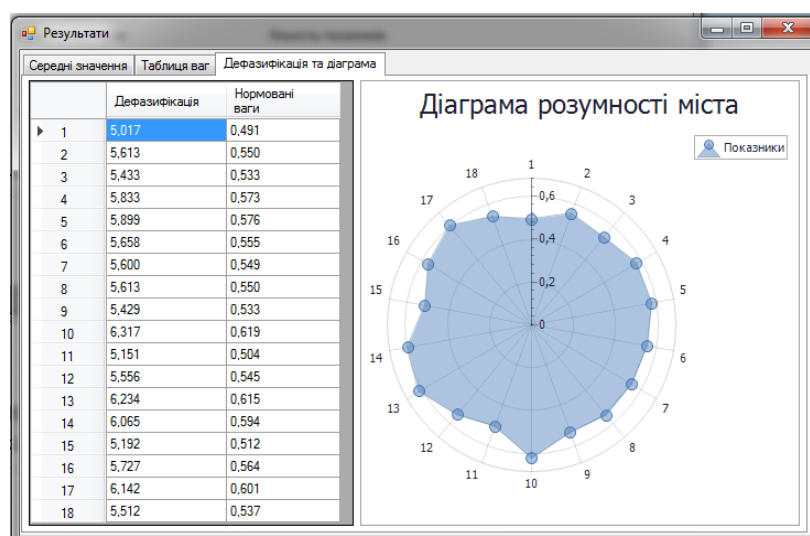 Результати
Середні значення Таблиця ваг Дефазифікація та діаграма
Дефазифікація Нормовані ваги
1 5,017 0,491
2 5,613 0,550
3 5,433 0,533
4 5,833 0,573
5 5,899 0,576
6 5,658 0,555
7 5,600 0,549
8 5,613 0,550
9 5,429 0,533
10 6,317 0,619
11 5,151 0,504
12 5,556 0,545
13 6,234 0,615
14 6,065 0,594
15 5,192 0,512
16 5,727 0,564
17 6,142 0,601
18 5,512 0,537
Діаграма розумності міста
Показники
1
2
3
4
5
6
7
8
9
10
11
12
13
14
15
16
17
18
0,6
0,4
0,2
0